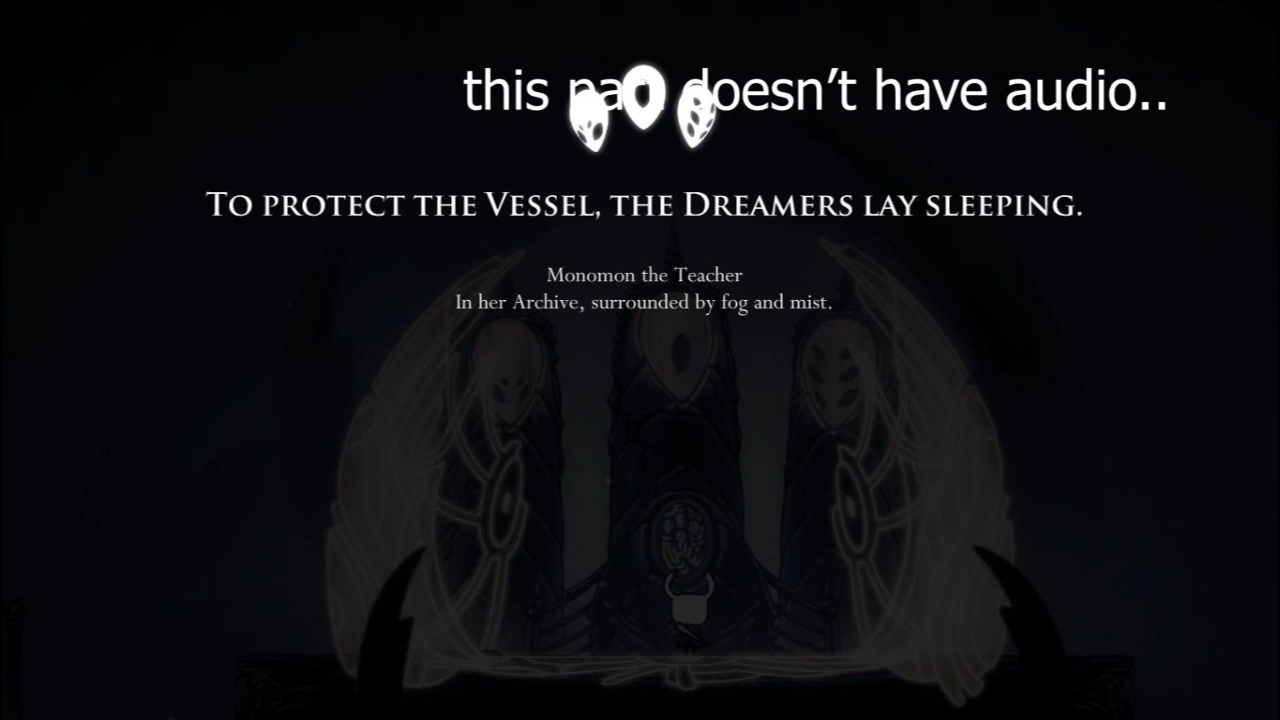 this doesn't have audio..
TO PROTECT THE VESSEL, THE DREAMERS LAY SLEEPING.
Monomon the Teacher
In her Archive, surrounded by fog and mist.